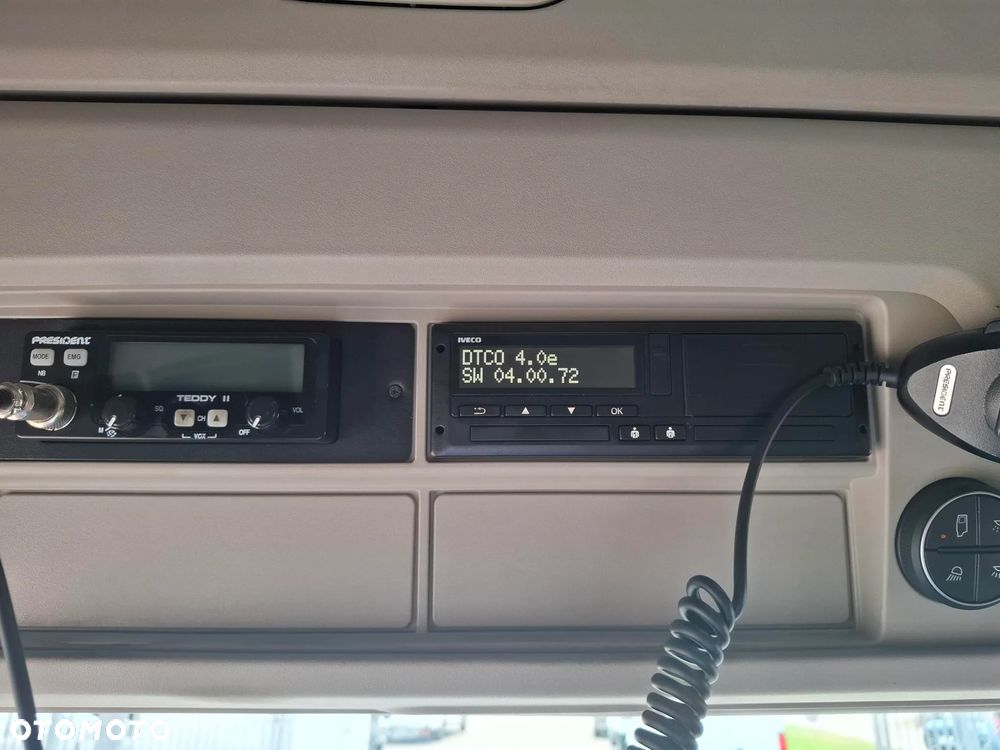 PRESIDENT
MODE
EMG
NB
F
TEDDY II
SQ
CH
VOL
M
VOX
OFF
IVECO
DTCO 4.0e
SW 04.00.72
OK
PRESIDENT
OTOMOTO